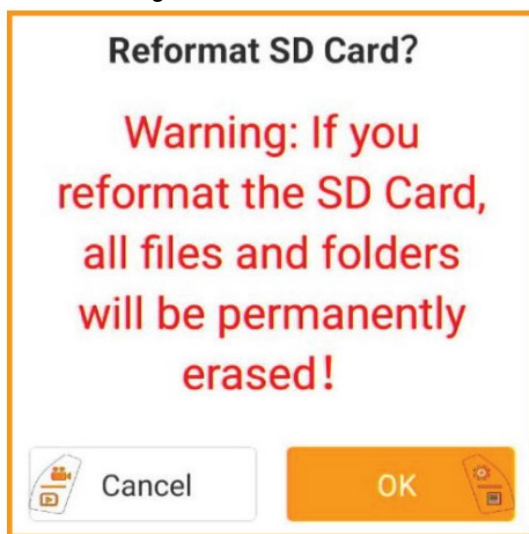 Reformat SD Card?
Warning: If you
reformat the SD Card,
all files and folders
will be permanently
erased!
Cancel
OK